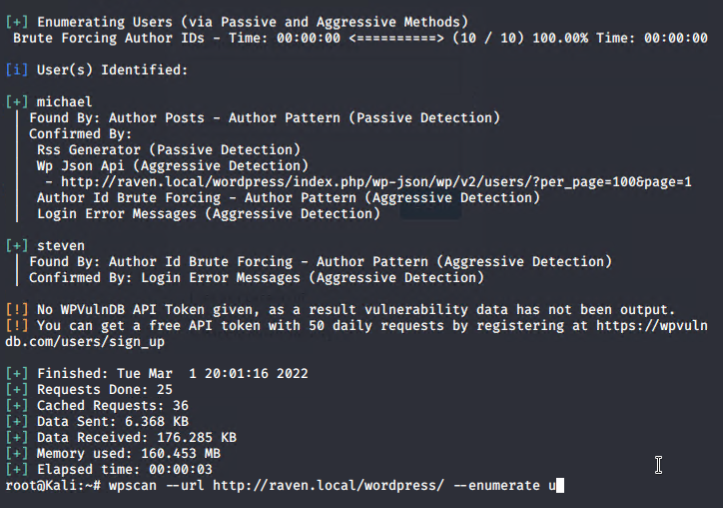 [+] Enumerating Users (via Passive and Aggressive Methods)
 Brute Forcing Author IDs - Time: 00:00:00 <==========> (10 / 10) 100.00% Time: 00:00:00
[i] User(s) Identified:
[+] michael
 | Found By: Author Posts - Author Pattern (Passive Detection)
 | Confirmed By:
 |  Rss Generator (Passive Detection)
 |  Wp Json Api (Aggressive Detection)
 |   - http://raven.local/wordpress/index.php/wp-json/wp/v2/users/?per_page=100&page=1
 |  Author Id Brute Forcing - Author Pattern (Aggressive Detection)
 |  Login Error Messages (Aggressive Detection)
[+] steven
 | Found By: Author Id Brute Forcing - Author Pattern (Aggressive Detection)
 | Confirmed By: Login Error Messages (Aggressive Detection)
[!] No WPVulnDB API Token given, as a result vulnerability data has not been output.
[!] You can get a free API token with 50 daily requests by registering at https://wpvuln
db.com/users/sign_up
[+] Finished: Tue Mar  1 20:01:16 2022
[+] Requests Done: 25
[+] Cached Requests: 36
[+] Data Sent: 6.368 KB
[+] Data Received: 176.285 KB
[+] Memory used: 160.453 MB
[+] Elapsed time: 00:00:03
root@Kali:~# wpscan --url http://raven.local/wordpress/ --enumerate u